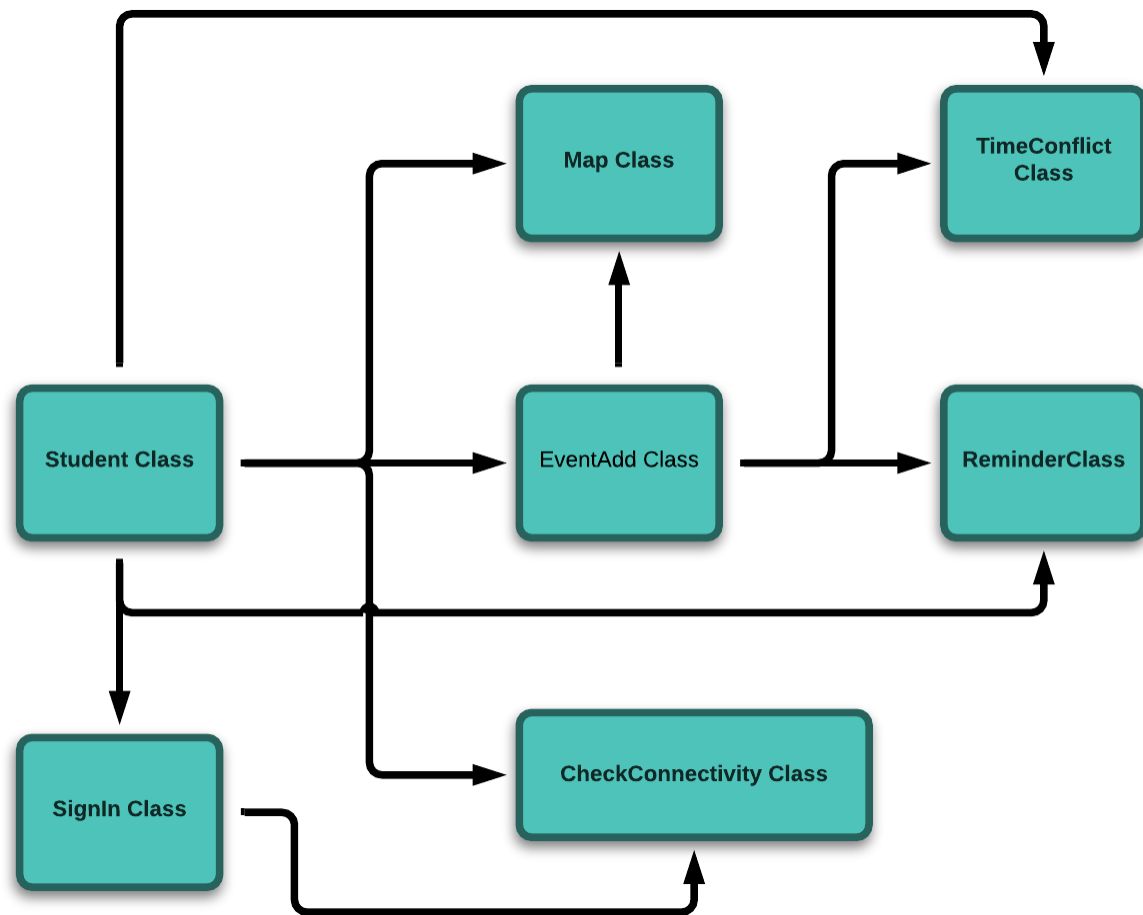 Map Class
TimeConflict
Class
Student Class
EventAdd Class
ReminderClass
SignIn Class
CheckConnectivity Class